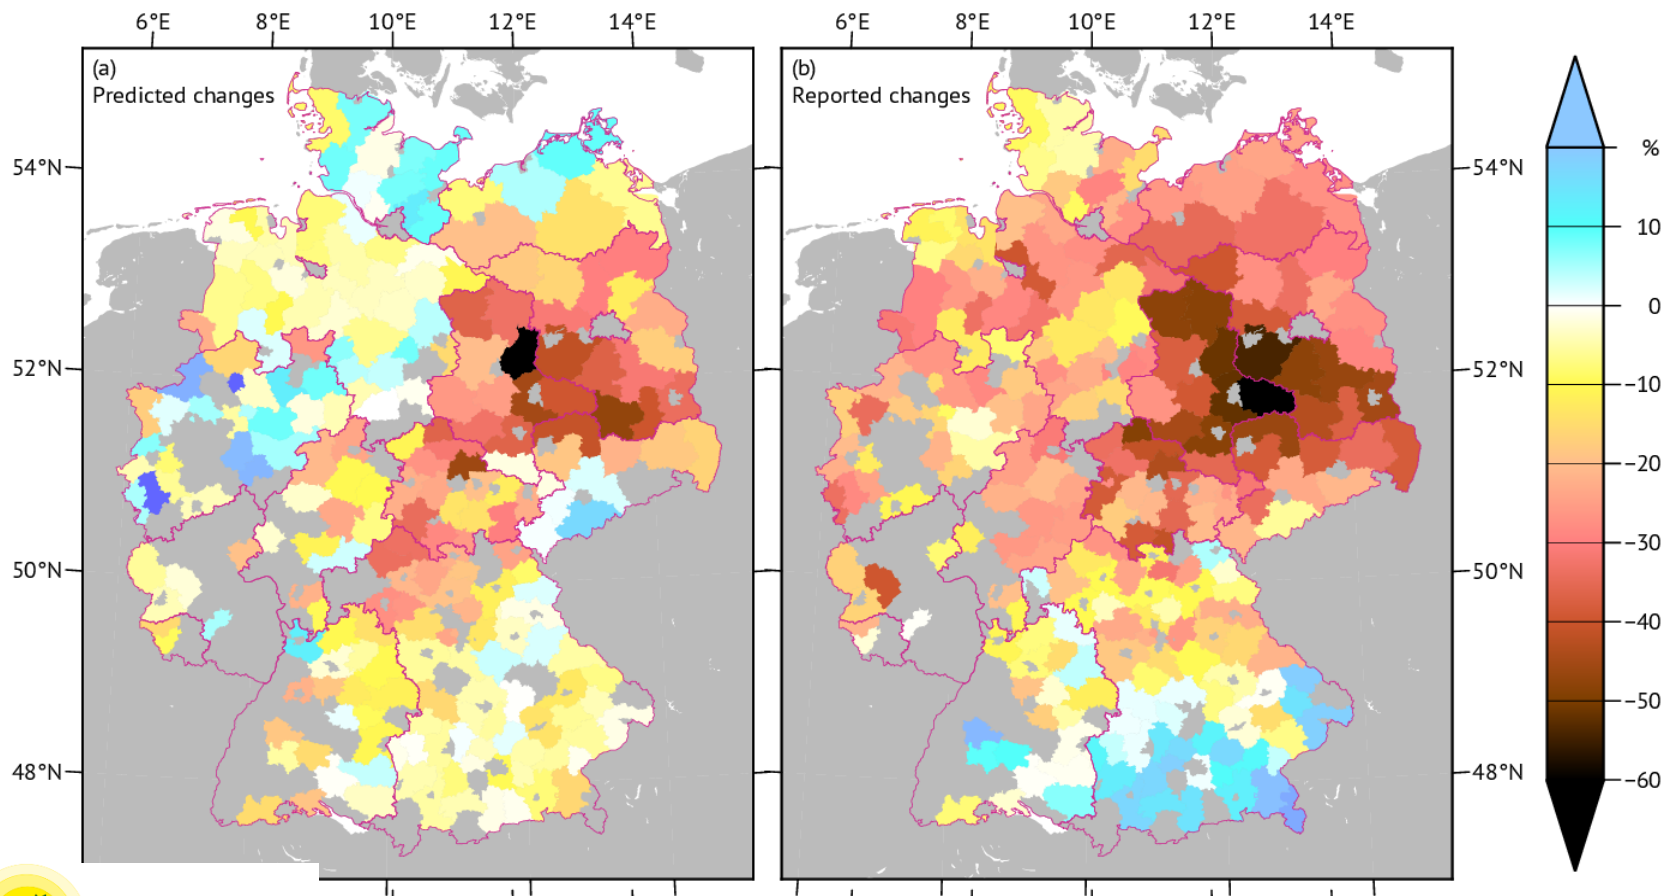 6°E 8°E 10°E 12°E 14°E 6°E 8°E 10°E 12°E 14°E
(a)
Predicted changes
(b)
Reported changes
%
54°N 54°N
10
0
52°N 52°N
−10
−20
−30
50°N 50°N
−40
−50
48°N 48°N
−60